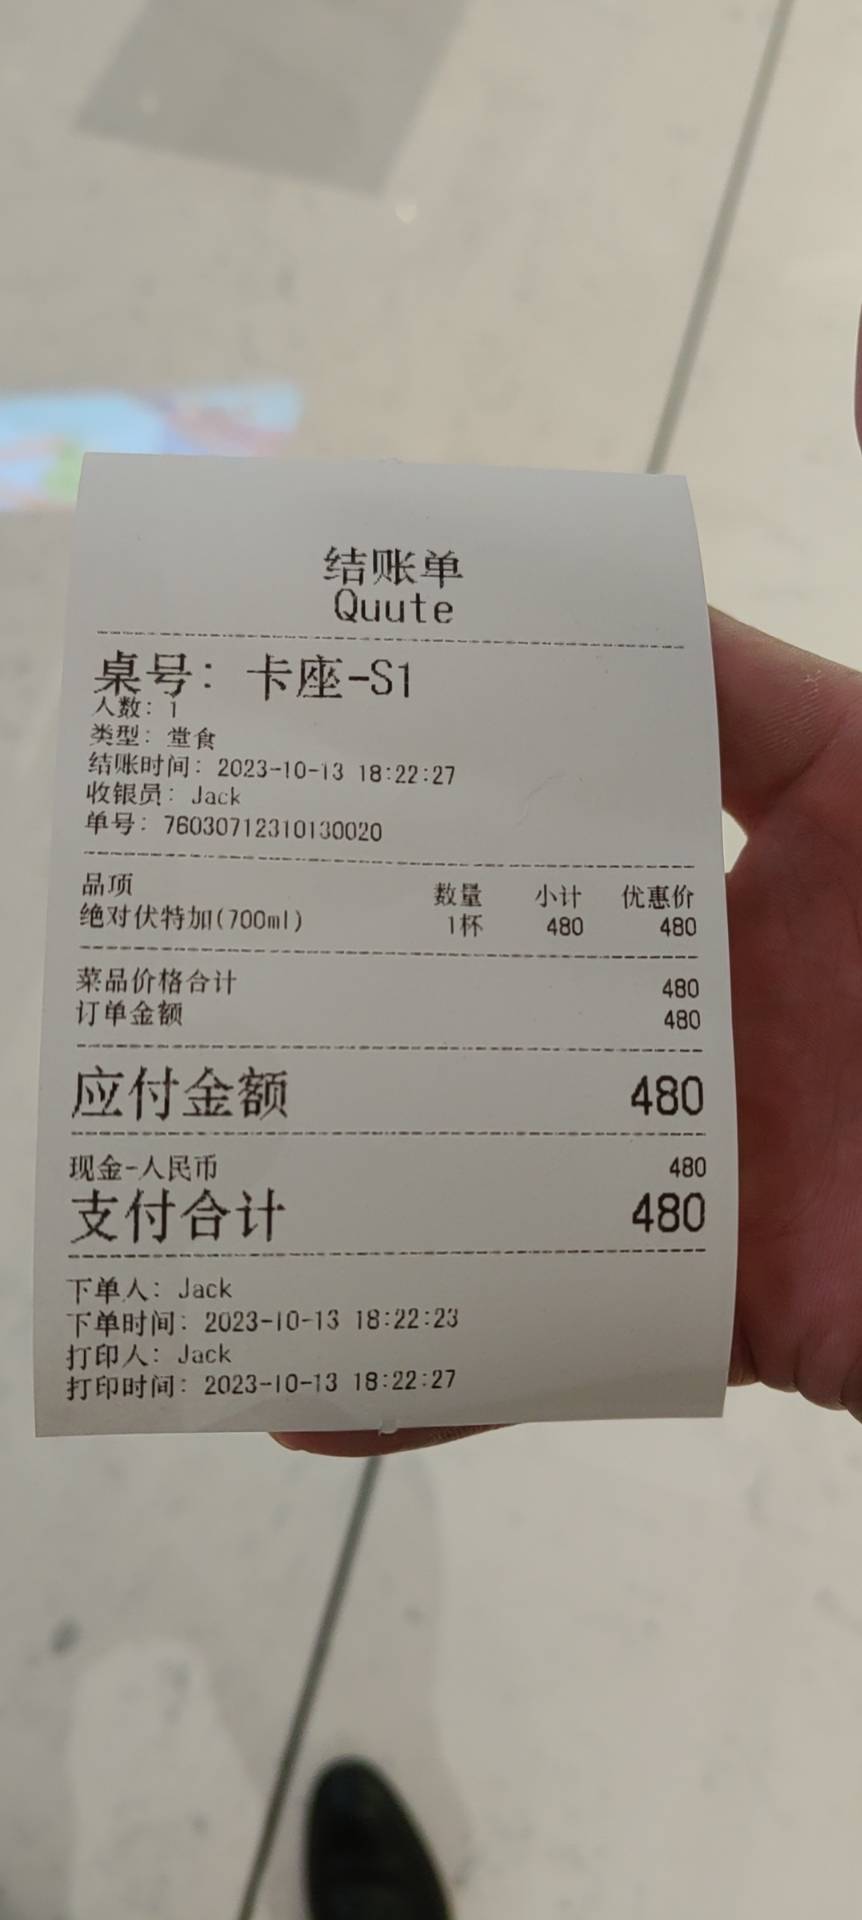 结账单
Quute
桌号: 卡座-S1
人数: 1
类型: 堂食
结账时间: 2023-10-13 18:22:27
收银员: Jack
单号: 76030712310130020
品项 数量 小计 优惠价
绝对伏特加(700ml) 1杯 480 480
菜品价格合计 480
订单金额 480
应付金额 480
现金-人民币 480
支付合计 480
下单人: Jack
下单时间: 2023-10-13 18:22:23
打印人: Jack
打印时间: 2023-10-13 18:22:27